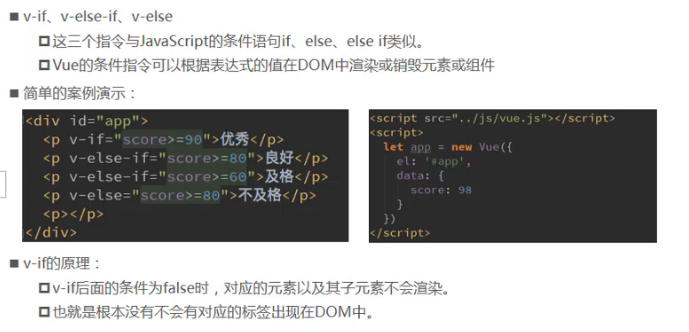 v-if、v-else-if、v-else
这三个指令与JavaScript的条件语句if、else、else if类似。
Vue的条件指令可以根据表达式的值在DOM中渲染或销毁元素或组件
简单的案例演示：
<div id="app">
<p v-if="score>=90">优秀</p>
<p v-else-if="score>=80">良好</p>
<p v-else-if="score>=60">及格</p>
<p v-else="score>=80">不及格</p>
<p></p>
</div>
<script src="../js/vue.js"></script>
<script>
let app = new Vue({
el: '#app',
data: {
score: 98
}
})
</script>
v-if的原理：
v-if后面的条件为false时，对应的元素以及其子元素不会渲染。
也就是根本没有不会有对应的标签出现在DOM中。